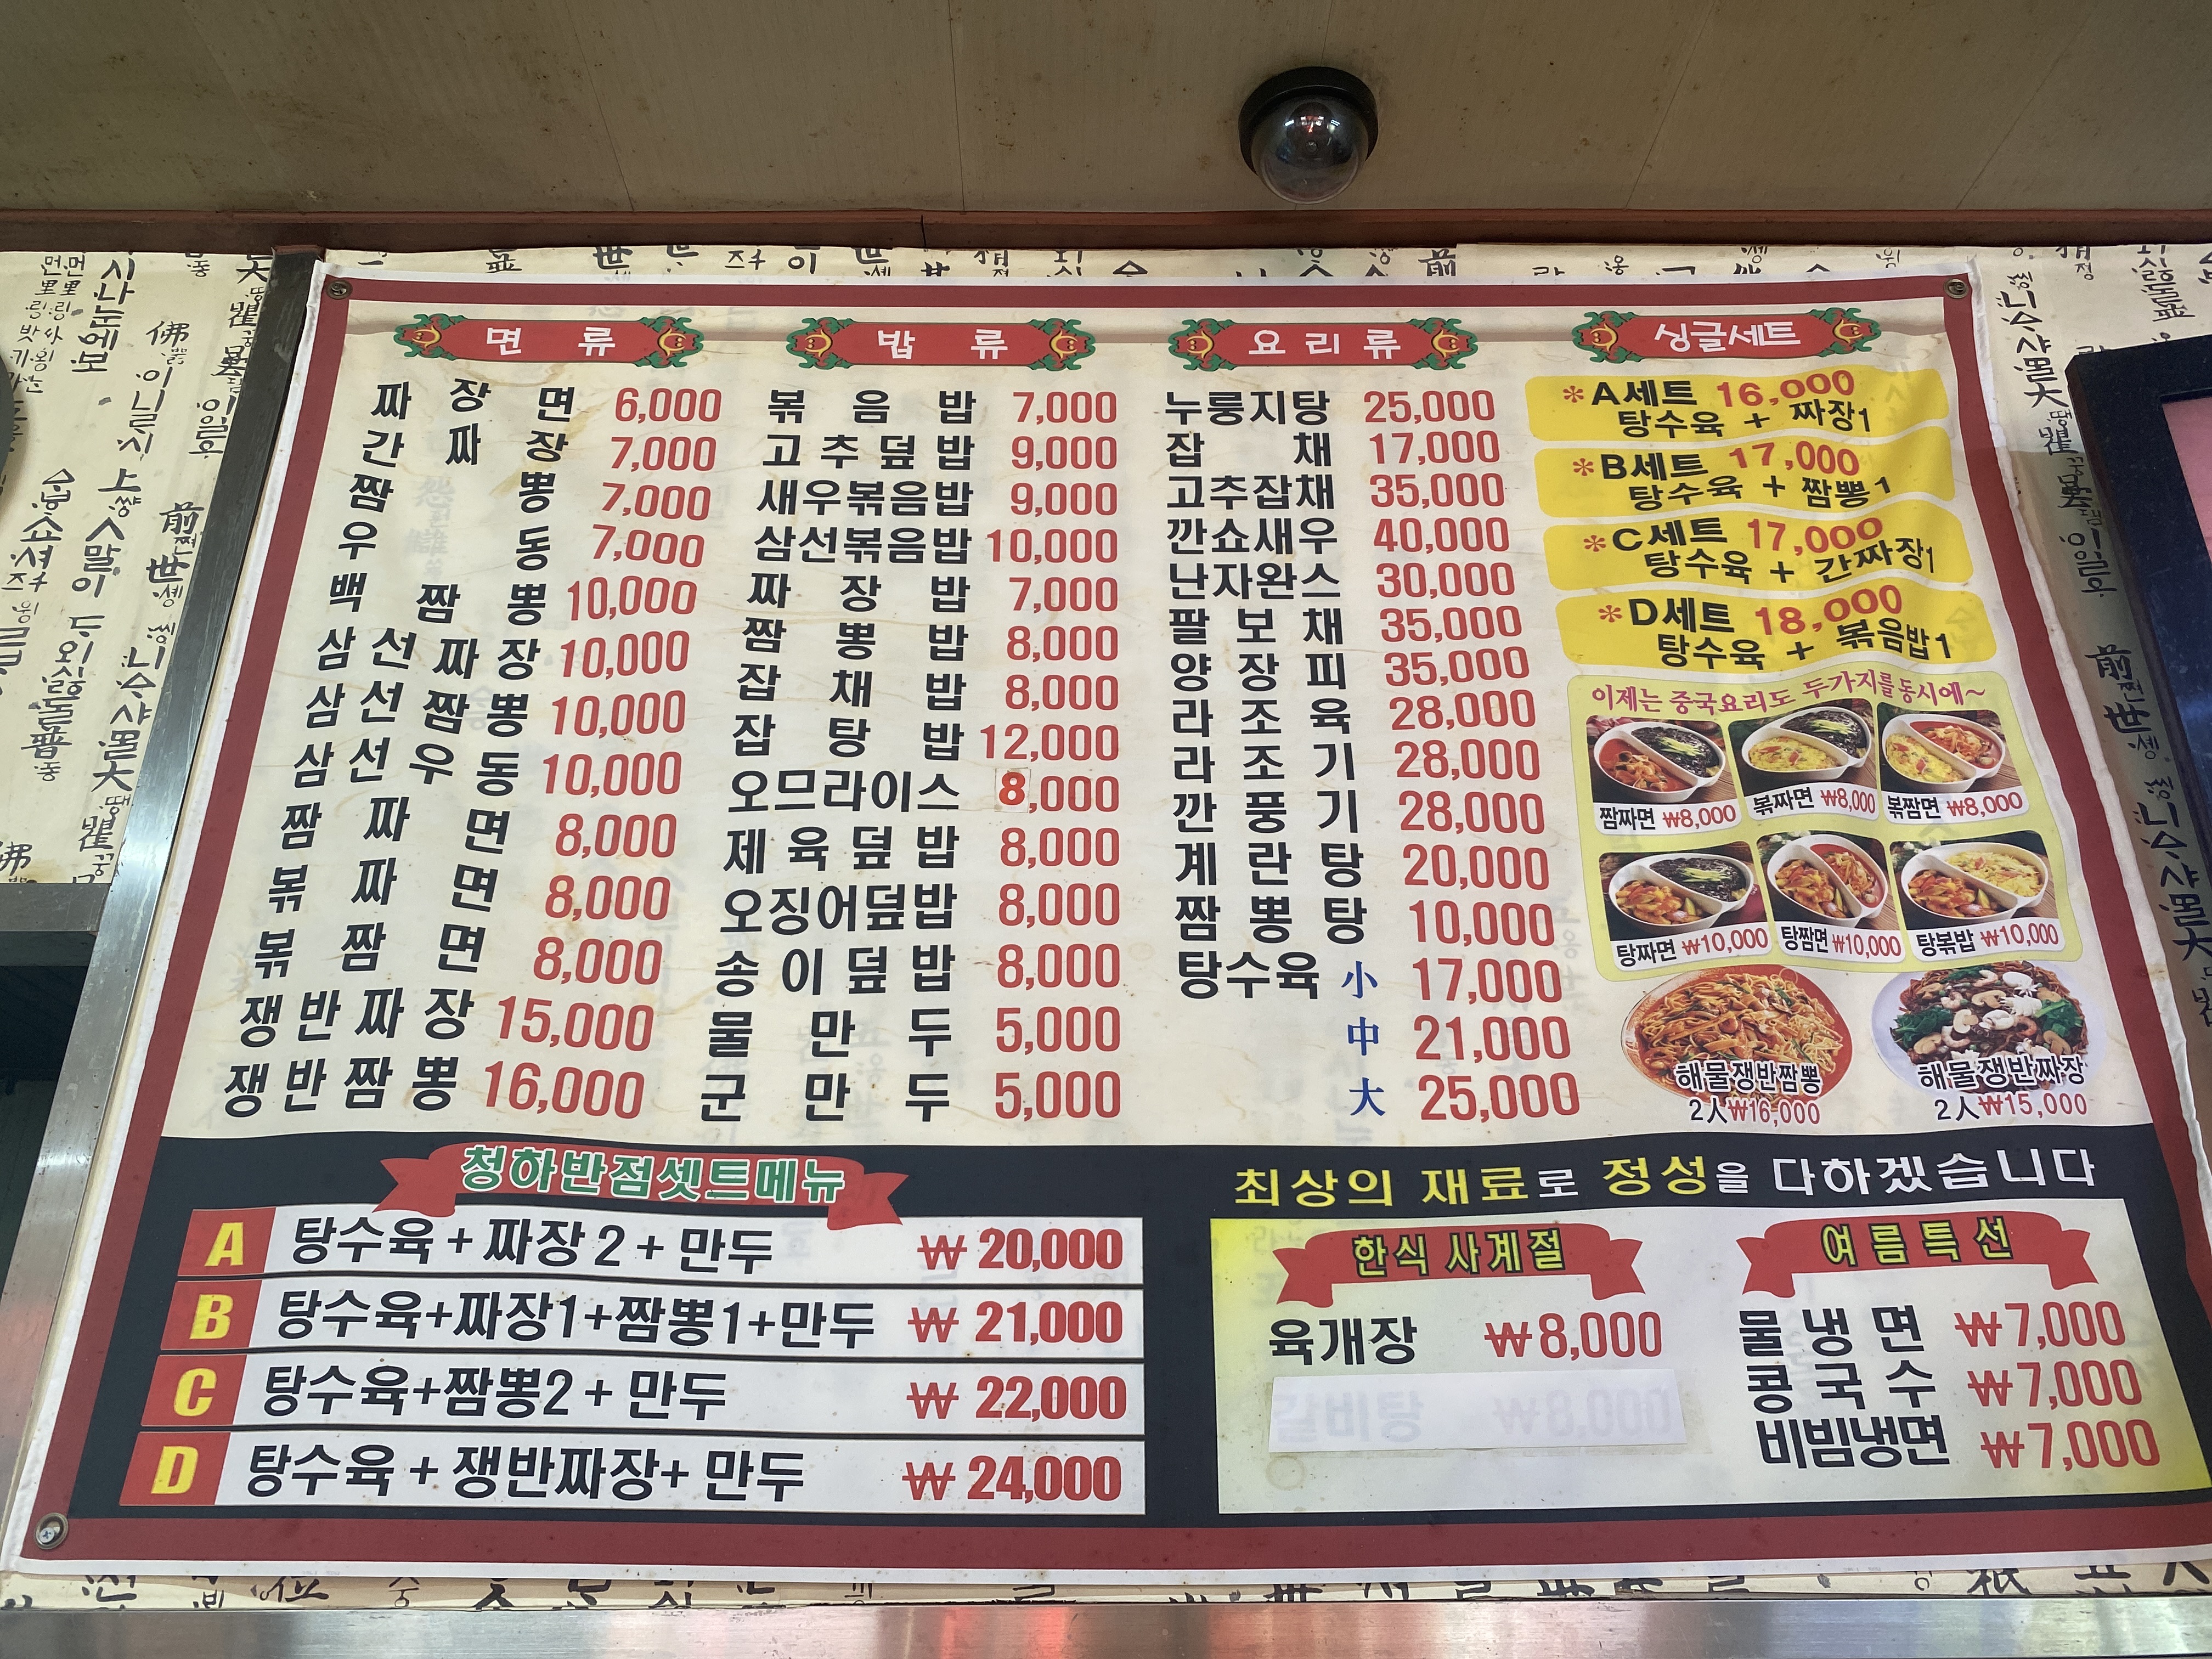 면 류
짜 장 면 6,000
간 짜 장 7,000
짬 뽕 7,000
우 동 7,000
백 짬 뽕 10,000
삼 선 짜 장 10,000
삼 선 짬 뽕 10,000
삼 선 우 동 10,000
짬 짜 면 8,000
볶 짜 면 8,000
볶 짬 면 8,000
쟁 반 짜 장 15,000
쟁 반 짬 뽕 16,000
밥 류
볶 음 밥 7,000
고 추 덮 밥 9,000
새우볶음밥 9,000
삼선볶음밥 10,000
짜 장 밥 7,000
짬 뽕 밥 8,000
잡 채 밥 8,000
잡 탕 밥 12,000
오므라이스 8,000
제 육 덮 밥 8,000
오징어덮밥 8,000
송 이 덮 밥 8,000
물 만 두 5,000
군 만 두 5,000
요 리 류
누룽지탕 25,000
잡 채 17,000
고추잡채 35,000
깐쇼새우 40,000
난자완스 30,000
팔 보 채 35,000
양 장 피 35,000
라 조 육 28,000
라 조 기 28,000
깐 풍 기 28,000
계 란 탕 20,000
짬 뽕 탕 10,000
탕수육 小 17,000
中 21,000
大 25,000
싱글세트
*A세트 16,000
탕수육 + 짜장1
*B세트 17,000
탕수육 + 짬뽕1
*C세트 17,000
탕수육 + 간짜장1
*D세트 18,000
탕수육 + 볶음밥1
이제는 중국요리도 두가지를 동시에~
짬짜면 ₩8,000
볶짜면 ₩8,000
볶짬면 ₩8,000
탕짜면 ₩10,000
탕짬면 ₩10,000
탕볶밥 ₩10,000
해물쟁반짬뽕
2人 ₩16,000
해물쟁반짜장
2人 ₩15,000
청하반점셋트메뉴
A 탕수육 + 짜장 2 + 만두 ₩ 20,000
B 탕수육+짜장1+짬뽕1+만두 ₩ 21,000
C 탕수육+짬뽕2 + 만두 ₩ 22,000
D 탕수육 + 쟁반짜장+ 만두 ₩ 24,000
최상의 재료로 정성을 다하겠습니다
한식 사계절
육개장 ₩8,000
갈비탕 ₩8,000
여 름 특 선
물 냉 면 ₩7,000
콩 국 수 ₩7,000
비빔냉면 ₩7,000